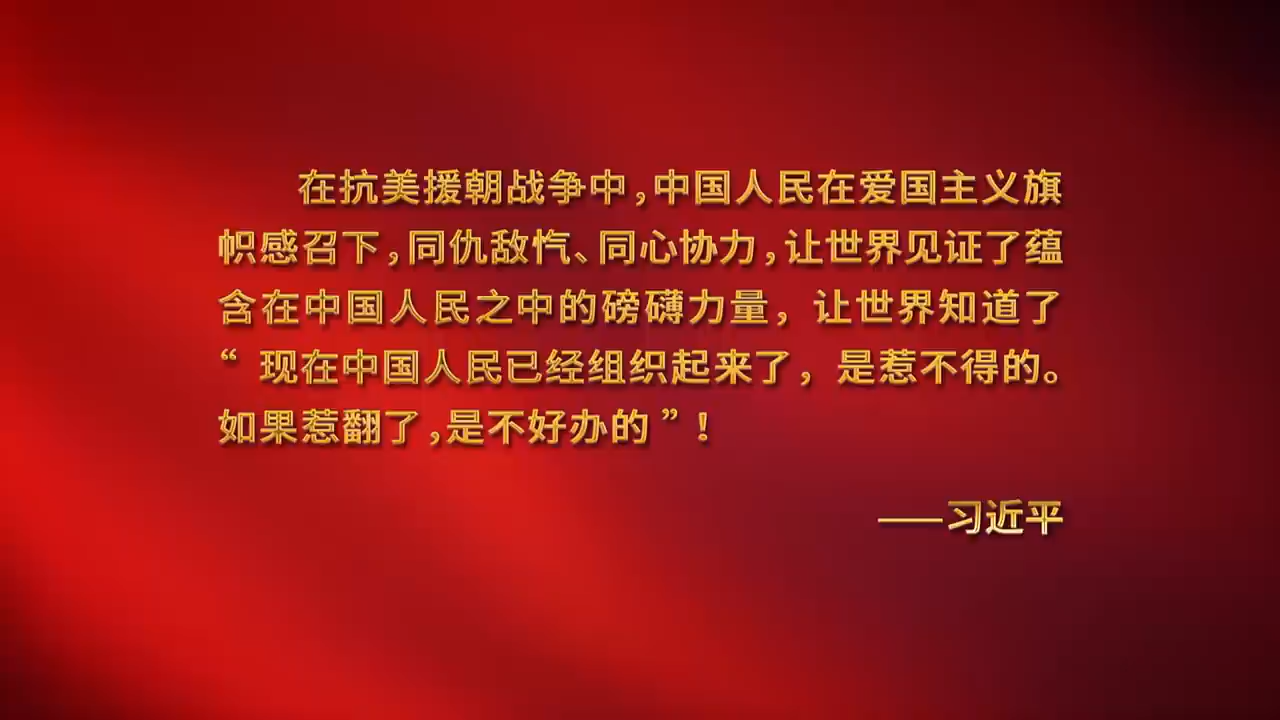 在抗美援朝战争中,中国人民在爱国主义旗
帜感召下,同仇敌忾、同心协力,让世界见证了蕴
含在中国人民之中的磅礴力量，让世界知道了
“现在中国人民已经组织起来了，是惹不得的。
如果惹翻了,是不好办的”！
——习近平